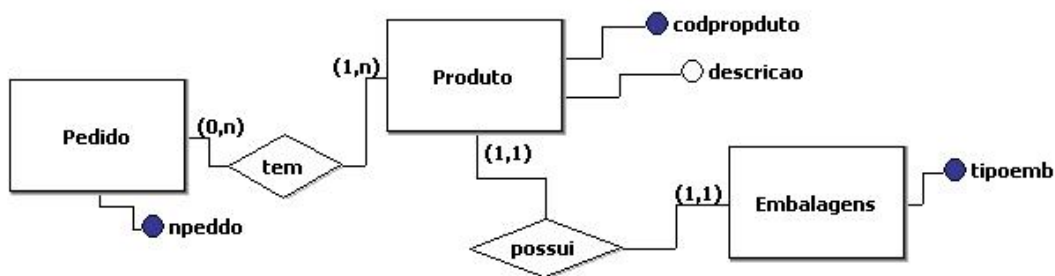 codpropduto
(1,n)
Produto
descricao
Pedido
(0,n)
tem
(1,1)
tipoemb
(1,1)
Embalagens
npeddo
possui